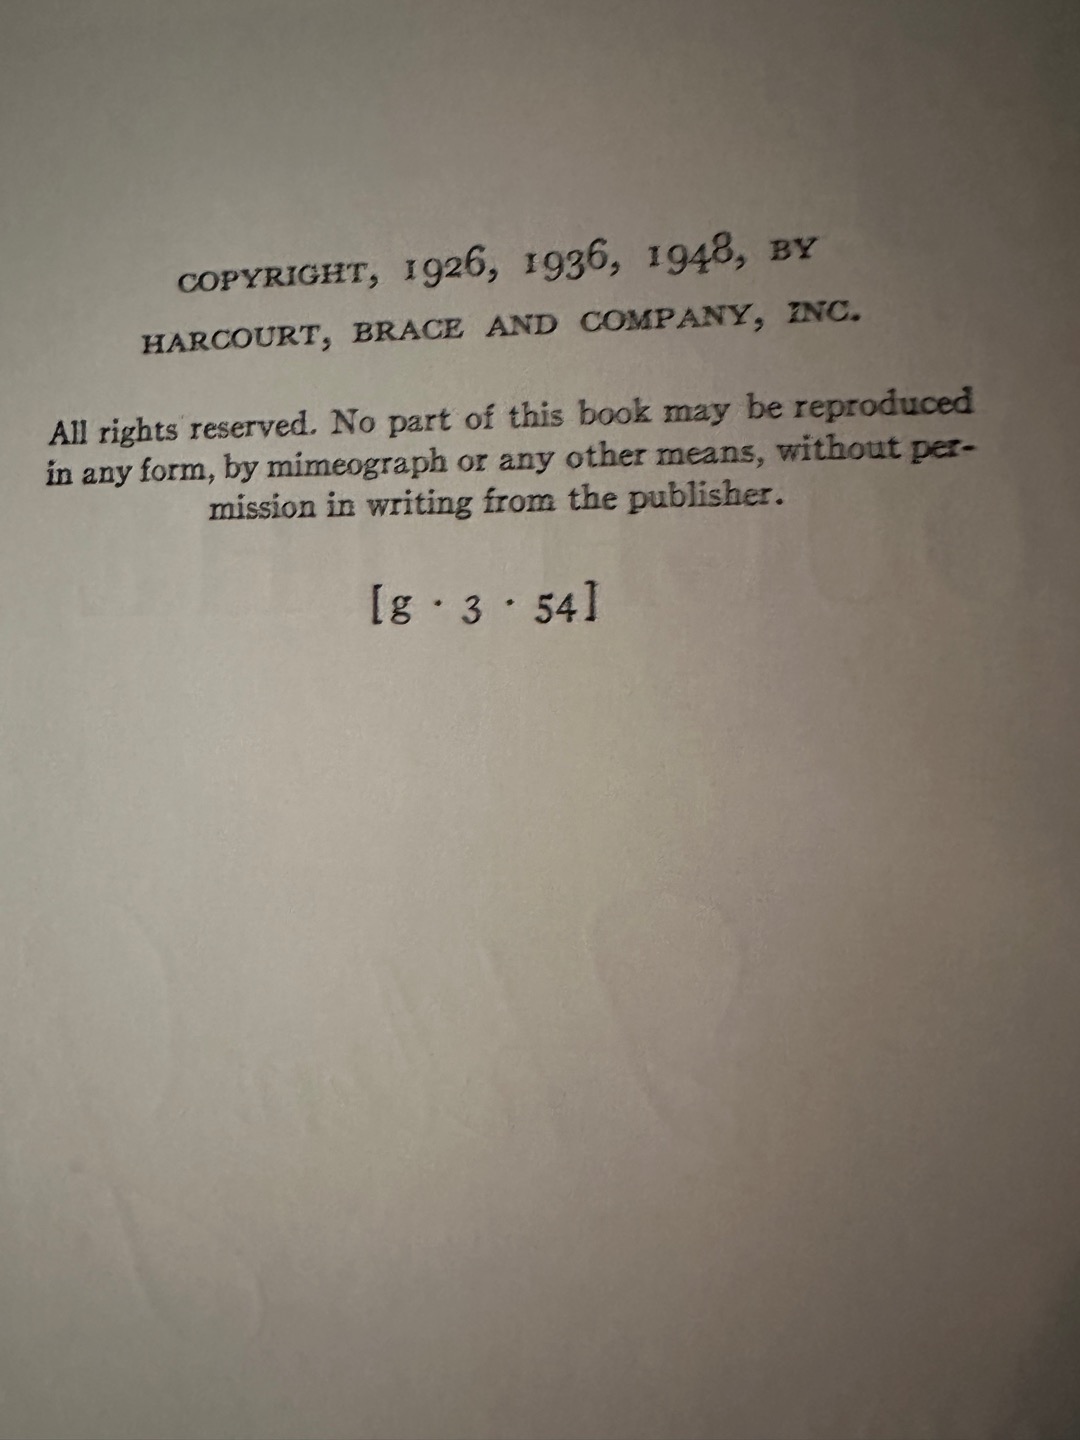 COPYRIGHT, 1926, 1936, 1948, BY
HARCOURT, BRACE AND COMPANY, INC.
All rights reserved. No part of this book may be reproduced
in any form, by mimeograph or any other means, without per-
mission in writing from the publisher.
[g · 3 · 54]